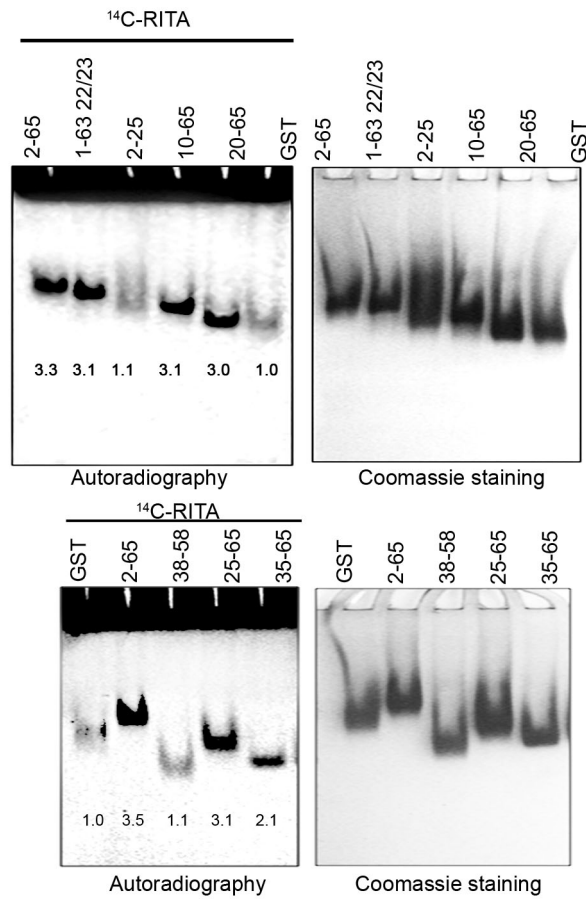 14C-RITA
2-65 1-63 22/23 2-25 10-65 20-65 GST
2-65 1-63 22/23 2-25 10-65 20-65 GST
3.3 3.1 1.1 3.1 3.0 1.0
Autoradiography Coomassie staining
14C-RITA
GST 2-65 38-58 25-65 35-65
GST 2-65 38-58 25-65 35-65
1.0 3.5 1.1 3.1 2.1
Autoradiography Coomassie staining